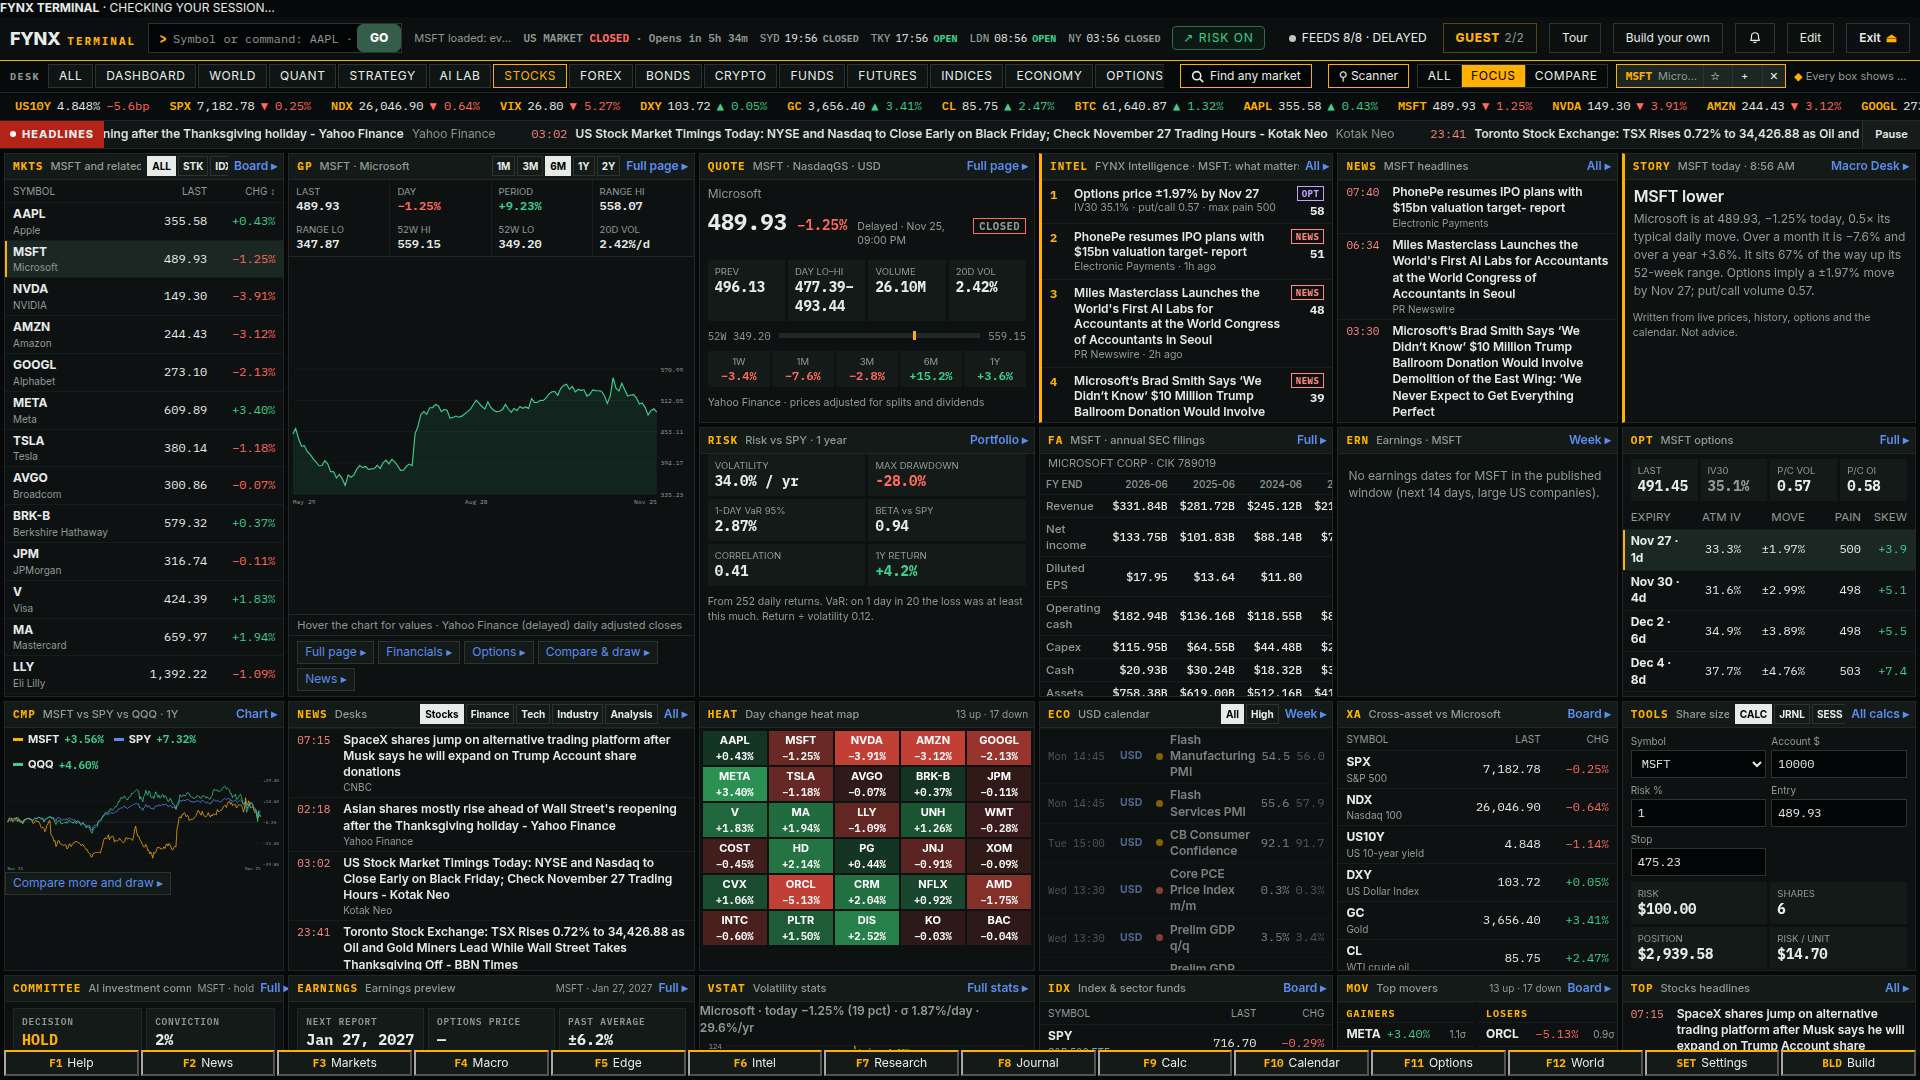 FYNX TERMINAL · CHECKING YOUR SESSION...
FYNX TERMINAL > Symbol or command: AAPL · GO MSFT loaded: ev... US MARKET CLOSED · Opens in 5h 34m SYD 19:56 CLOSED TKY 17:56 OPEN LDN 08:56 OPEN NY 03:56 CLOSED ↗ RISK ON ● FEEDS 8/8 · DELAYED GUEST 2/2 Tour Build your own Edit Exit ⏏
DESK ALL DASHBOARD WORLD QUANT STRATEGY AI LAB STOCKS FOREX BONDS CRYPTO FUNDS FUTURES INDICES ECONOMY OPTIONS Find any market Scanner ALL FOCUS COMPARE MSFT Micro... ☆ + ✕ ◆ Every box shows ...
US10Y 4.848% −5.6bp SPX 7,182.78 ▼ 0.25% NDX 26,046.90 ▼ 0.64% VIX 26.80 ▼ 5.27% DXY 103.72 ▲ 0.05% GC 3,656.40 ▲ 3.41% CL 85.75 ▲ 2.47% BTC 61,640.87 ▲ 1.32% AAPL 355.58 ▲ 0.43% MSFT 489.93 ▼ 1.25% NVDA 149.30 ▼ 3.91% AMZN 244.43 ▼ 3.12% GOOGL
● HEADLINES ning after the Thanksgiving holiday - Yahoo Finance Yahoo Finance 03:02 US Stock Market Timings Today: NYSE and Nasdaq to Close Early on Black Friday; Check November 27 Trading Hours - Kotak Neo Kotak Neo 23:41 Toronto Stock Exchange: TSX Rises 0.72% to 34,426.88 as Oil and Pause
MKTS MSFT and related ALL STK IDX Board ▸
SYMBOL LAST CHG ↕
AAPL 355.58 +0.43%
Apple
MSFT 489.93 −1.25%
Microsoft
NVDA 149.30 −3.91%
NVIDIA
AMZN 244.43 −3.12%
Amazon
GOOGL 273.10 −2.13%
Alphabet
META 609.89 +3.40%
Meta
TSLA 380.14 −1.18%
Tesla
AVGO 300.86 −0.07%
Broadcom
BRK-B 579.32 +0.37%
Berkshire Hathaway
JPM 316.74 −0.11%
JPMorgan
V 424.39 +1.83%
Visa
MA 659.97 +1.94%
Mastercard
LLY 1,392.22 −1.09%
Eli Lilly
GP MSFT · Microsoft 1M 3M 6M 1Y 2Y Full page ▸
LAST DAY PERIOD RANGE HI
489.93 −1.25% +9.23% 558.07
RANGE LO 52W HI 52W LO 20D VOL
347.87 559.15 349.20 2.42%/d
May 29 Aug 28 Nov 25
Hover the chart for values · Yahoo Finance (delayed) daily adjusted closes
Full page ▸ Financials ▸ Options ▸ Compare & draw ▸
News ▸
QUOTE MSFT · NasdaqGS · USD Full page ▸
Microsoft
489.93 −1.25% Delayed · Nov 25, 09:00 PM CLOSED
PREV DAY LO–HI VOLUME 20D VOL
496.13 477.39–493.44 26.10M 2.42%
52W 349.20 559.15
1W 1M 3M 6M 1Y
−3.4% −7.6% −2.8% +15.2% +3.6%
Yahoo Finance · prices adjusted for splits and dividends
RISK Risk vs SPY · 1 year Portfolio ▸
VOLATILITY MAX DRAWDOWN
34.0% / yr -28.0%
1-DAY VaR 95% BETA vs SPY
2.87% 0.94
CORRELATION 1Y RETURN
0.41 +4.2%
From 252 daily returns. VaR: on 1 day in 20 the loss was at least
this much. Return ÷ volatility 0.12.
INTEL FYNX Intelligence · MSFT: what matters All ▸
1 Options price ±1.97% by Nov 27 OPT
IV30 35.1% · put/call 0.57 · max pain 500 58
2 PhonePe resumes IPO plans with NEWS
$15bn valuation target- report 51
Electronic Payments · 1h ago
3 Miles Masterclass Launches the NEWS
World's First AI Labs for 48
Accountants at the World Congress
of Accountants in Seoul
PR Newswire · 2h ago
4 Microsoft's Brad Smith Says 'We NEWS
Didn't Know' $10 Million Trump 39
Ballroom Donation Would Involve
FA MSFT · annual SEC filings Full ▸
MICROSOFT CORP · CIK 789019
FY END 2026-06 2025-06 2024-06
Revenue $331.84B $281.72B $245.12B
Net income $133.75B $101.83B $88.14B
Diluted EPS $17.95 $13.64 $11.80
Operating cash $182.94B $136.16B $118.55B
Capex $115.95B $64.55B $44.48B
Cash $20.93B $30.24B $18.32B
Assets $758.38B $619.00B $512.16B
NEWS MSFT headlines All ▸
07:40 PhonePe resumes IPO plans with
$15bn valuation target- report
Electronic Payments
06:34 Miles Masterclass Launches the
World's First AI Labs for Accountants
at the World Congress of
Accountants in Seoul
PR Newswire
03:30 Microsoft's Brad Smith Says 'We
Didn't Know' $10 Million Trump
Ballroom Donation Would Involve
Demolition of the East Wing: 'We
Never Expect to Get Everything
Perfect
ERN Earnings · MSFT Week ▸
No earnings dates for MSFT in the published
window (next 14 days, large US companies).
STORY MSFT today · 8:56 AM Macro Desk ▸
MSFT lower
Microsoft is at 489.93, −1.25% today, 0.5× its
typical daily move. Over a month it is −7.6% and
over a year +3.6%. It sits 67% of the way up its
52-week range. Options imply a ±1.97% move
by Nov 27; put/call volume 0.57.
Written from live prices, history, options and the
calendar. Not advice.
OPT MSFT options Full ▸
LAST IV30 P/C VOL P/C OI
491.45 35.1% 0.57 0.58
EXPIRY ATM IV MOVE PAIN SKEW
Nov 27 · 1d 33.3% ±1.97% 500 +3.9
Nov 30 · 4d 31.6% ±2.99% 498 +5.1
Dec 2 · 6d 34.9% ±3.89% 498 +5.5
Dec 4 · 8d 37.7% ±4.76% 503 +7.4
CMP MSFT vs SPY vs QQQ · 1Y Chart ▸
MSFT +3.56% SPY +7.32%
QQQ +4.60%
Compare more and draw ▸
NEWS Desks Stocks Finance Tech Industry Analysis All ▸
07:15 SpaceX shares jump on alternative trading platform after
Musk says he will expand on Trump Account share
donations
CNBC
02:18 Asian shares mostly rise ahead of Wall Street's reopening
after the Thanksgiving holiday - Yahoo Finance
Yahoo Finance
03:02 US Stock Market Timings Today: NYSE and Nasdaq to
Close Early on Black Friday; Check November 27 Trading
Hours - Kotak Neo
Kotak Neo
23:41 Toronto Stock Exchange: TSX Rises 0.72% to 34,426.88 as
Oil and Gold Miners Lead While Wall Street Takes
Thanksgiving Off - BBN Times
HEAT Day change heat map 13 up · 17 down
AAPL MSFT NVDA AMZN GOOGL
+0.43% −1.25% −3.91% −3.12% −2.13%
META TSLA AVGO BRK-B JPM
+3.40% −1.18% −0.07% +0.37% −0.11%
V MA LLY UNH WMT
+1.83% +1.94% −1.09% +1.26% −0.28%
COST HD PG JNJ XOM
−0.45% +2.14% +0.44% −0.91% −0.09%
CVX ORCL CRM NFLX AMD
+1.06% −5.13% +2.04% +0.92% −1.75%
INTC PLTR DIS KO BAC
−0.60% +1.50% +2.52% −0.03% −0.04%
ECO USD calendar All High Week ▸
Mon 14:45 USD Flash Manufacturing PMI 54.5 56.0
Mon 14:45 USD Flash Services PMI 55.6 57.9
Tue 15:00 USD CB Consumer Confidence 92.1 91.7
Wed 13:30 USD Core PCE Price Index m/m 0.3% 0.3%
Wed 13:30 USD Prelim GDP q/q 3.5% 3.4%
Prelim GDP
XA Cross-asset vs Microsoft Board ▸
SYMBOL LAST CHG
SPX 7,182.78 −0.25%
S&P 500
NDX 26,046.90 −0.64%
Nasdaq 100
US10Y 4.848 −1.14%
US 10-year yield
DXY 103.72 +0.05%
US Dollar Index
GC 3,656.40 +3.41%
Gold
CL 85.75 +2.47%
WTI crude oil
TOOLS Share size CALC JRNL SESS All calcs ▸
Symbol Account $
MSFT 10000
Risk % Entry
1 489.93
Stop
475.23
RISK SHARES
$100.00 6
POSITION RISK / UNIT
$2,939.58 $14.70
COMMITTEE AI investment comm MSFT · hold Full ▸
DECISION CONVICTION
HOLD 2%
EARNINGS Earnings preview MSFT · Jan 27, 2027 Full ▸
NEXT REPORT OPTIONS PRICE PAST AVERAGE
Jan 27, 2027 — ±6.2%
VSTAT Volatility stats Full stats ▸
Microsoft · today −1.25% (19 pct) · σ 1.87%/day ·
29.6%/yr
124
IDX Index & sector funds Board ▸
SYMBOL LAST CHG
SPY 716.70 −0.29%
MOV Top movers 13 up · 17 down Board ▸
GAINERS LOSERS
META +3.40% 1.1σ ORCL −5.13% 0.9σ
TOP Stocks headlines All ▸
07:15 SpaceX shares jump on alternative
trading platform after Musk says he will
expand on Trump Account share
F1 Help F2 News F3 Markets F4 Macro F5 Edge F6 Intel F7 Research F8 Journal F9 Calc F10 Calendar F11 Options F12 World SET Settings BLD Build